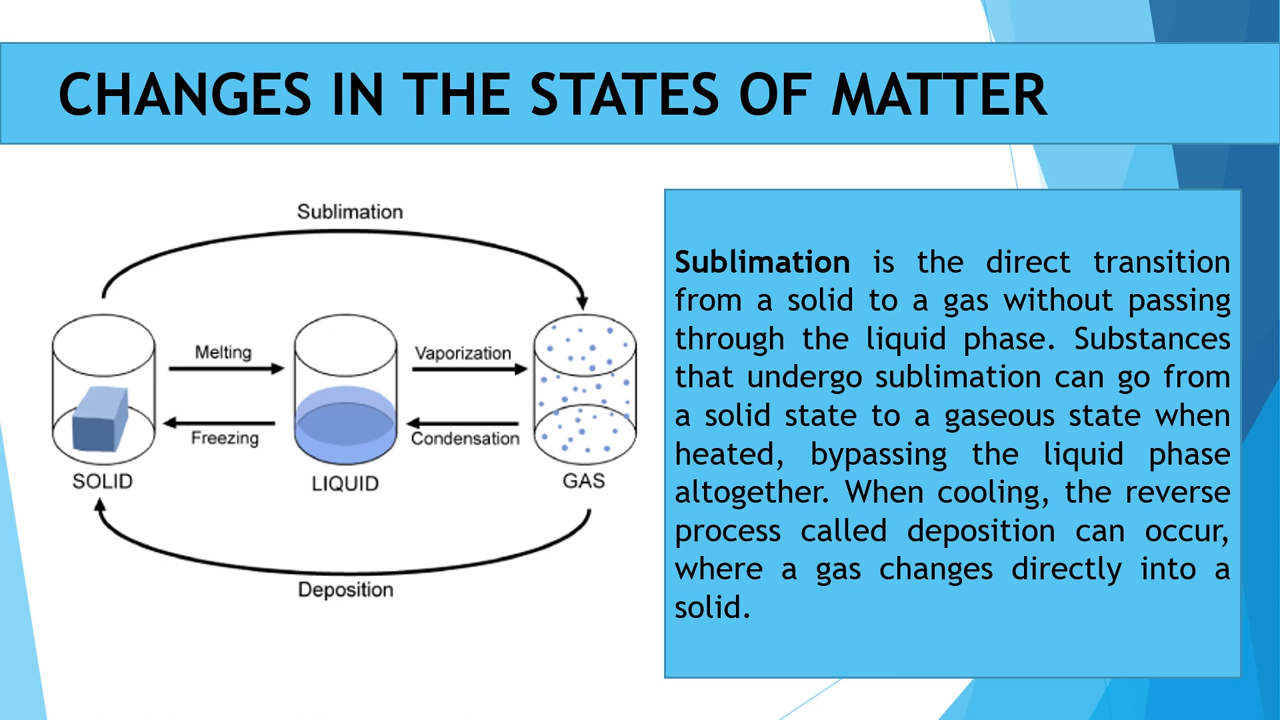 CHANGES IN THE STATES OF MATTER
Sublimation
Melting
Vaporization
Freezing
Condensation
SOLID
LIQUID
GAS
Deposition
Sublimation is the direct transition
from a solid to a gas without passing
through the liquid phase. Substances
that undergo sublimation can go from
a solid state to a gaseous state when
heated, bypassing the liquid phase
altogether. When cooling, the reverse
process called deposition can occur,
where a gas changes directly into a
solid.